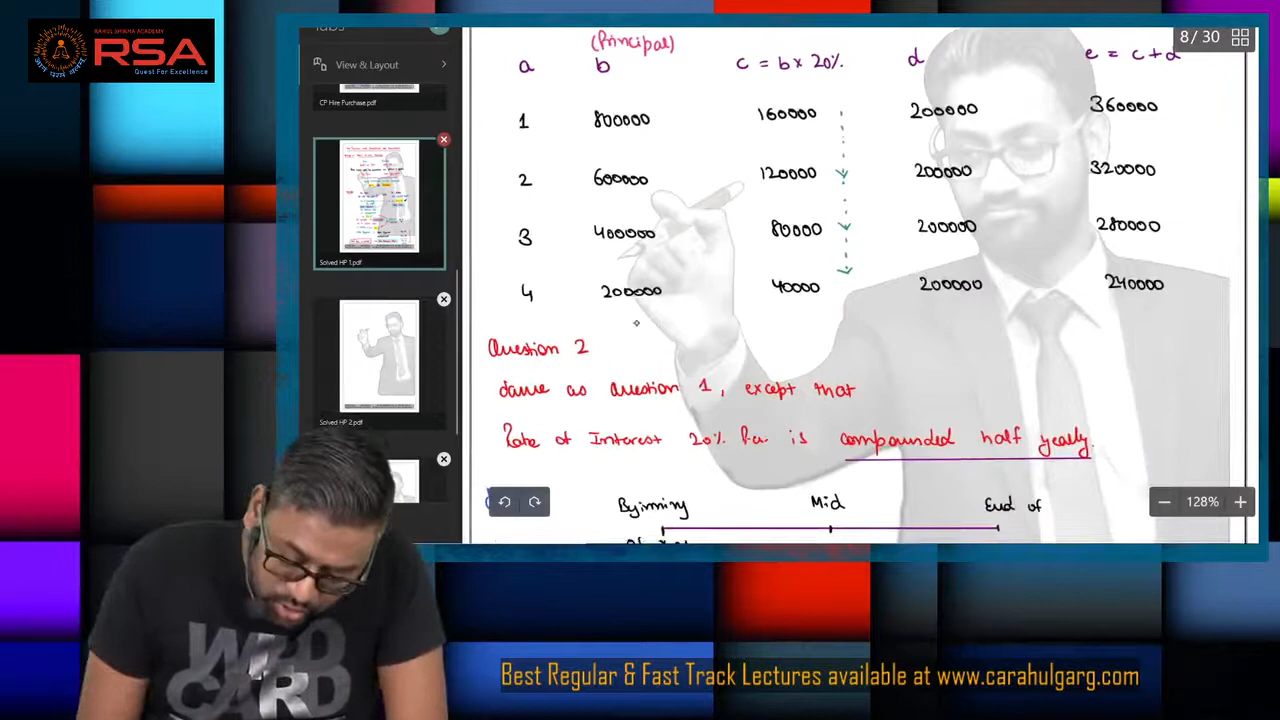 RAHUL SHIKHA ACADEMY
RSA
Quest For Excellence
View & Layout
CP Hire Purchase.pdf
Solved HP 1.pdf
Solved HP 2.pdf
8 / 30
(Principal)
a b c = b x 20% d e = c + d
1 800000 160000 200000 360000
2 600000 120000 200000 320000
3 400000 80000 200000 280000
4 200000 40000 200000 240000
Question 2
Same as Question 1, except that
Rate of Interest 20% P.a. is compounded half yearly.
Beginning Mid End of
128%
Best Regular & Fast Track Lectures available at www.carahulgarg.com